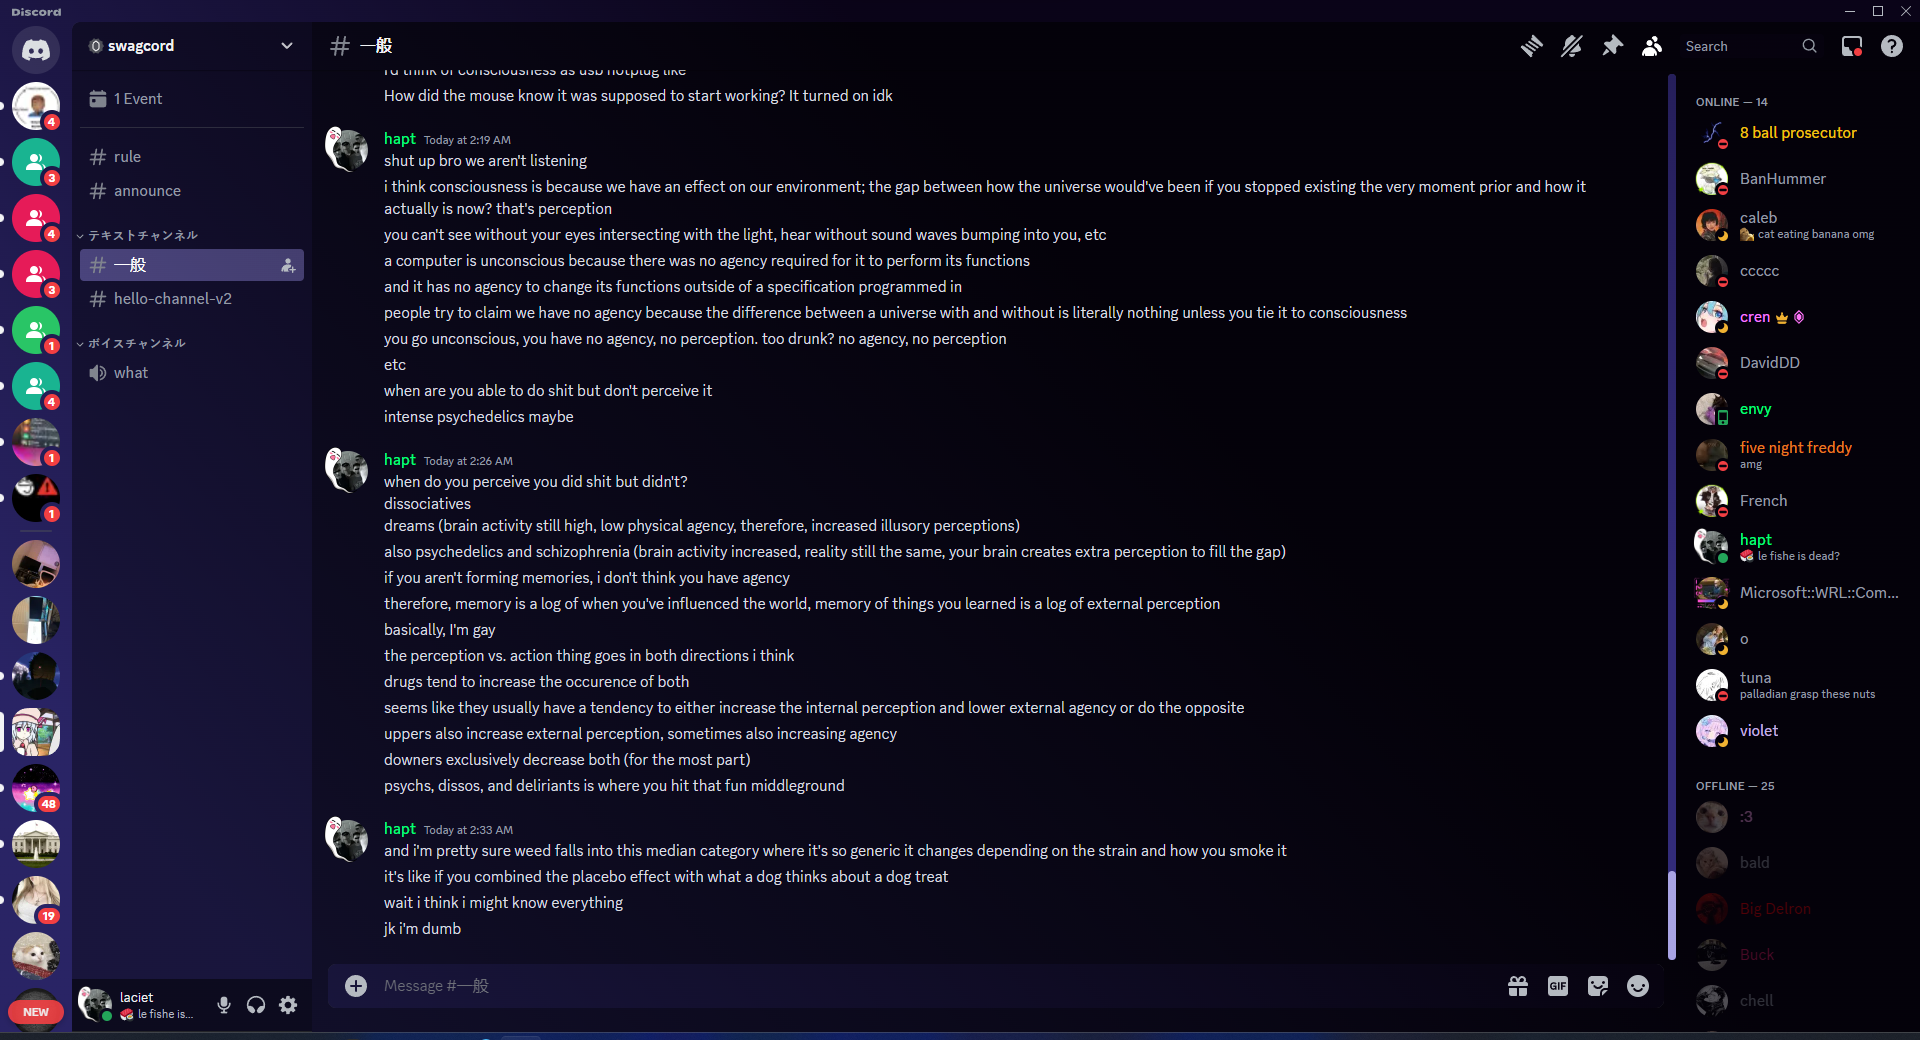 Discord
swagcord
1 Event
rule
announce
テキストチャンネル
一般
hello-channel-v2
ボイスチャンネル
what
4
3
4
3
1
4
1
1
48
19
NEW
laciet
le fishe is...
# 一般
Search
I'd think of consciousness as usb hotplug like
How did the mouse know it was supposed to start working? It turned on idk
hapt Today at 2:19 AM
shut up bro we aren't listening
i think consciousness is because we have an effect on our environment; the gap between how the universe would've been if you stopped existing the very moment prior and how it
actually is now? that's perception
you can't see without your eyes intersecting with the light, hear without sound waves bumping into you, etc
a computer is unconscious because there was no agency required for it to perform its functions
and it has no agency to change its functions outside of a specification programmed in
people try to claim we have no agency because the difference between a universe with and without is literally nothing unless you tie it to consciousness
you go unconscious, you have no agency, no perception. too drunk? no agency, no perception
etc
when are you able to do shit but don't perceive it
intense psychedelics maybe
hapt Today at 2:26 AM
when do you perceive you did shit but didn't?
dissociatives
dreams (brain activity still high, low physical agency, therefore, increased illusory perceptions)
also psychedelics and schizophrenia (brain activity increased, reality still the same, your brain creates extra perception to fill the gap)
if you aren't forming memories, i don't think you have agency
therefore, memory is a log of when you've influenced the world, memory of things you learned is a log of external perception
basically, I'm gay
the perception vs. action thing goes in both directions i think
drugs tend to increase the occurence of both
seems like they usually have a tendency to either increase the internal perception and lower external agency or do the opposite
uppers also increase external perception, sometimes also increasing agency
downers exclusively decrease both (for the most part)
psychs, dissos, and deliriants is where you hit that fun middleground
hapt Today at 2:33 AM
and i'm pretty sure weed falls into this median category where it's so generic it changes depending on the strain and how you smoke it
it's like if you combined the placebo effect with what a dog thinks about a dog treat
wait i think i might know everything
jk i'm dumb
Message #一般
GIF
ONLINE — 14
8 ball prosecutor
BanHummer
caleb
cat eating banana omg
ccccc
cren
DavidDD
envy
five night freddy
amg
French
hapt
le fishe is dead?
Microsoft::WRL::Com...
o
tuna
palladian grasp these nuts
violet
OFFLINE — 25
:3
bald
Big Delron
Buck
chell